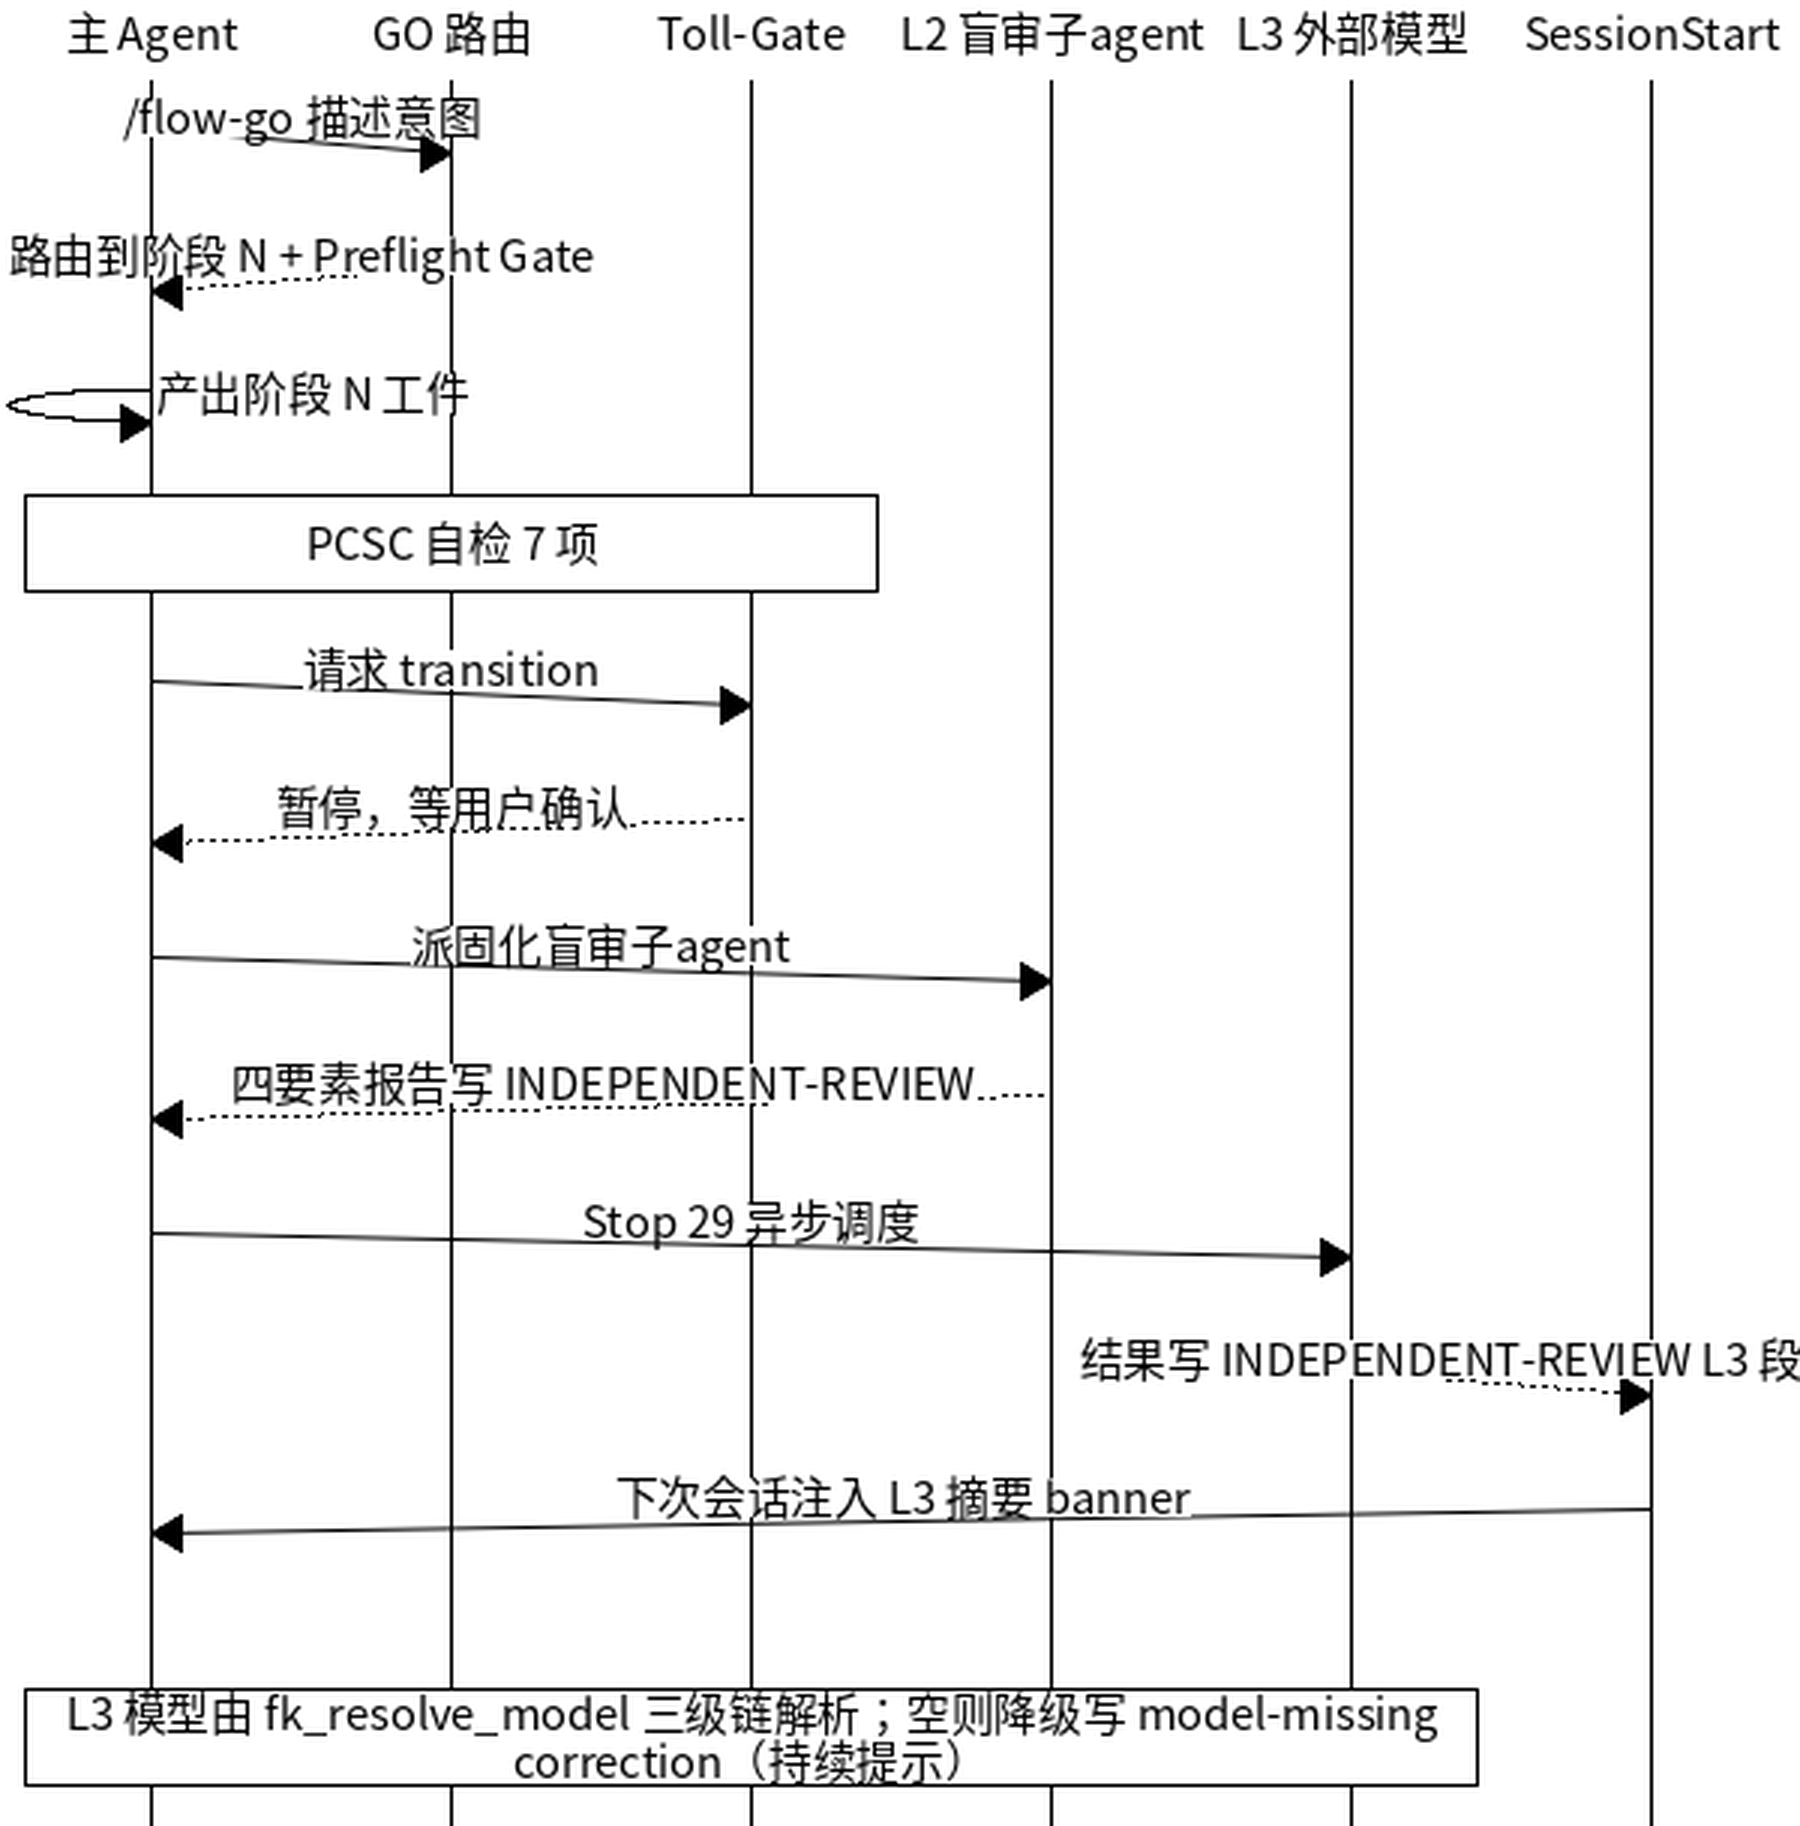 主 Agent
GO 路由
Toll-Gate
L2 盲审子agent
L3 外部模型
SessionStart
/flow-go 描述意图
路由到阶段 N + Preflight Gate
产出阶段 N 工件
PCSC 自检 7 项
请求 transition
暂停，等用户确认
派固化盲审子agent
四要素报告写 INDEPENDENT-REVIEW
Stop 29 异步调度
结果写 INDEPENDENT-REVIEW L3 段
下次会话注入 L3 摘要 banner
L3 模型由 fk_resolve_model 三级链解析；空则降级写 model-missing
correction（持续提示）